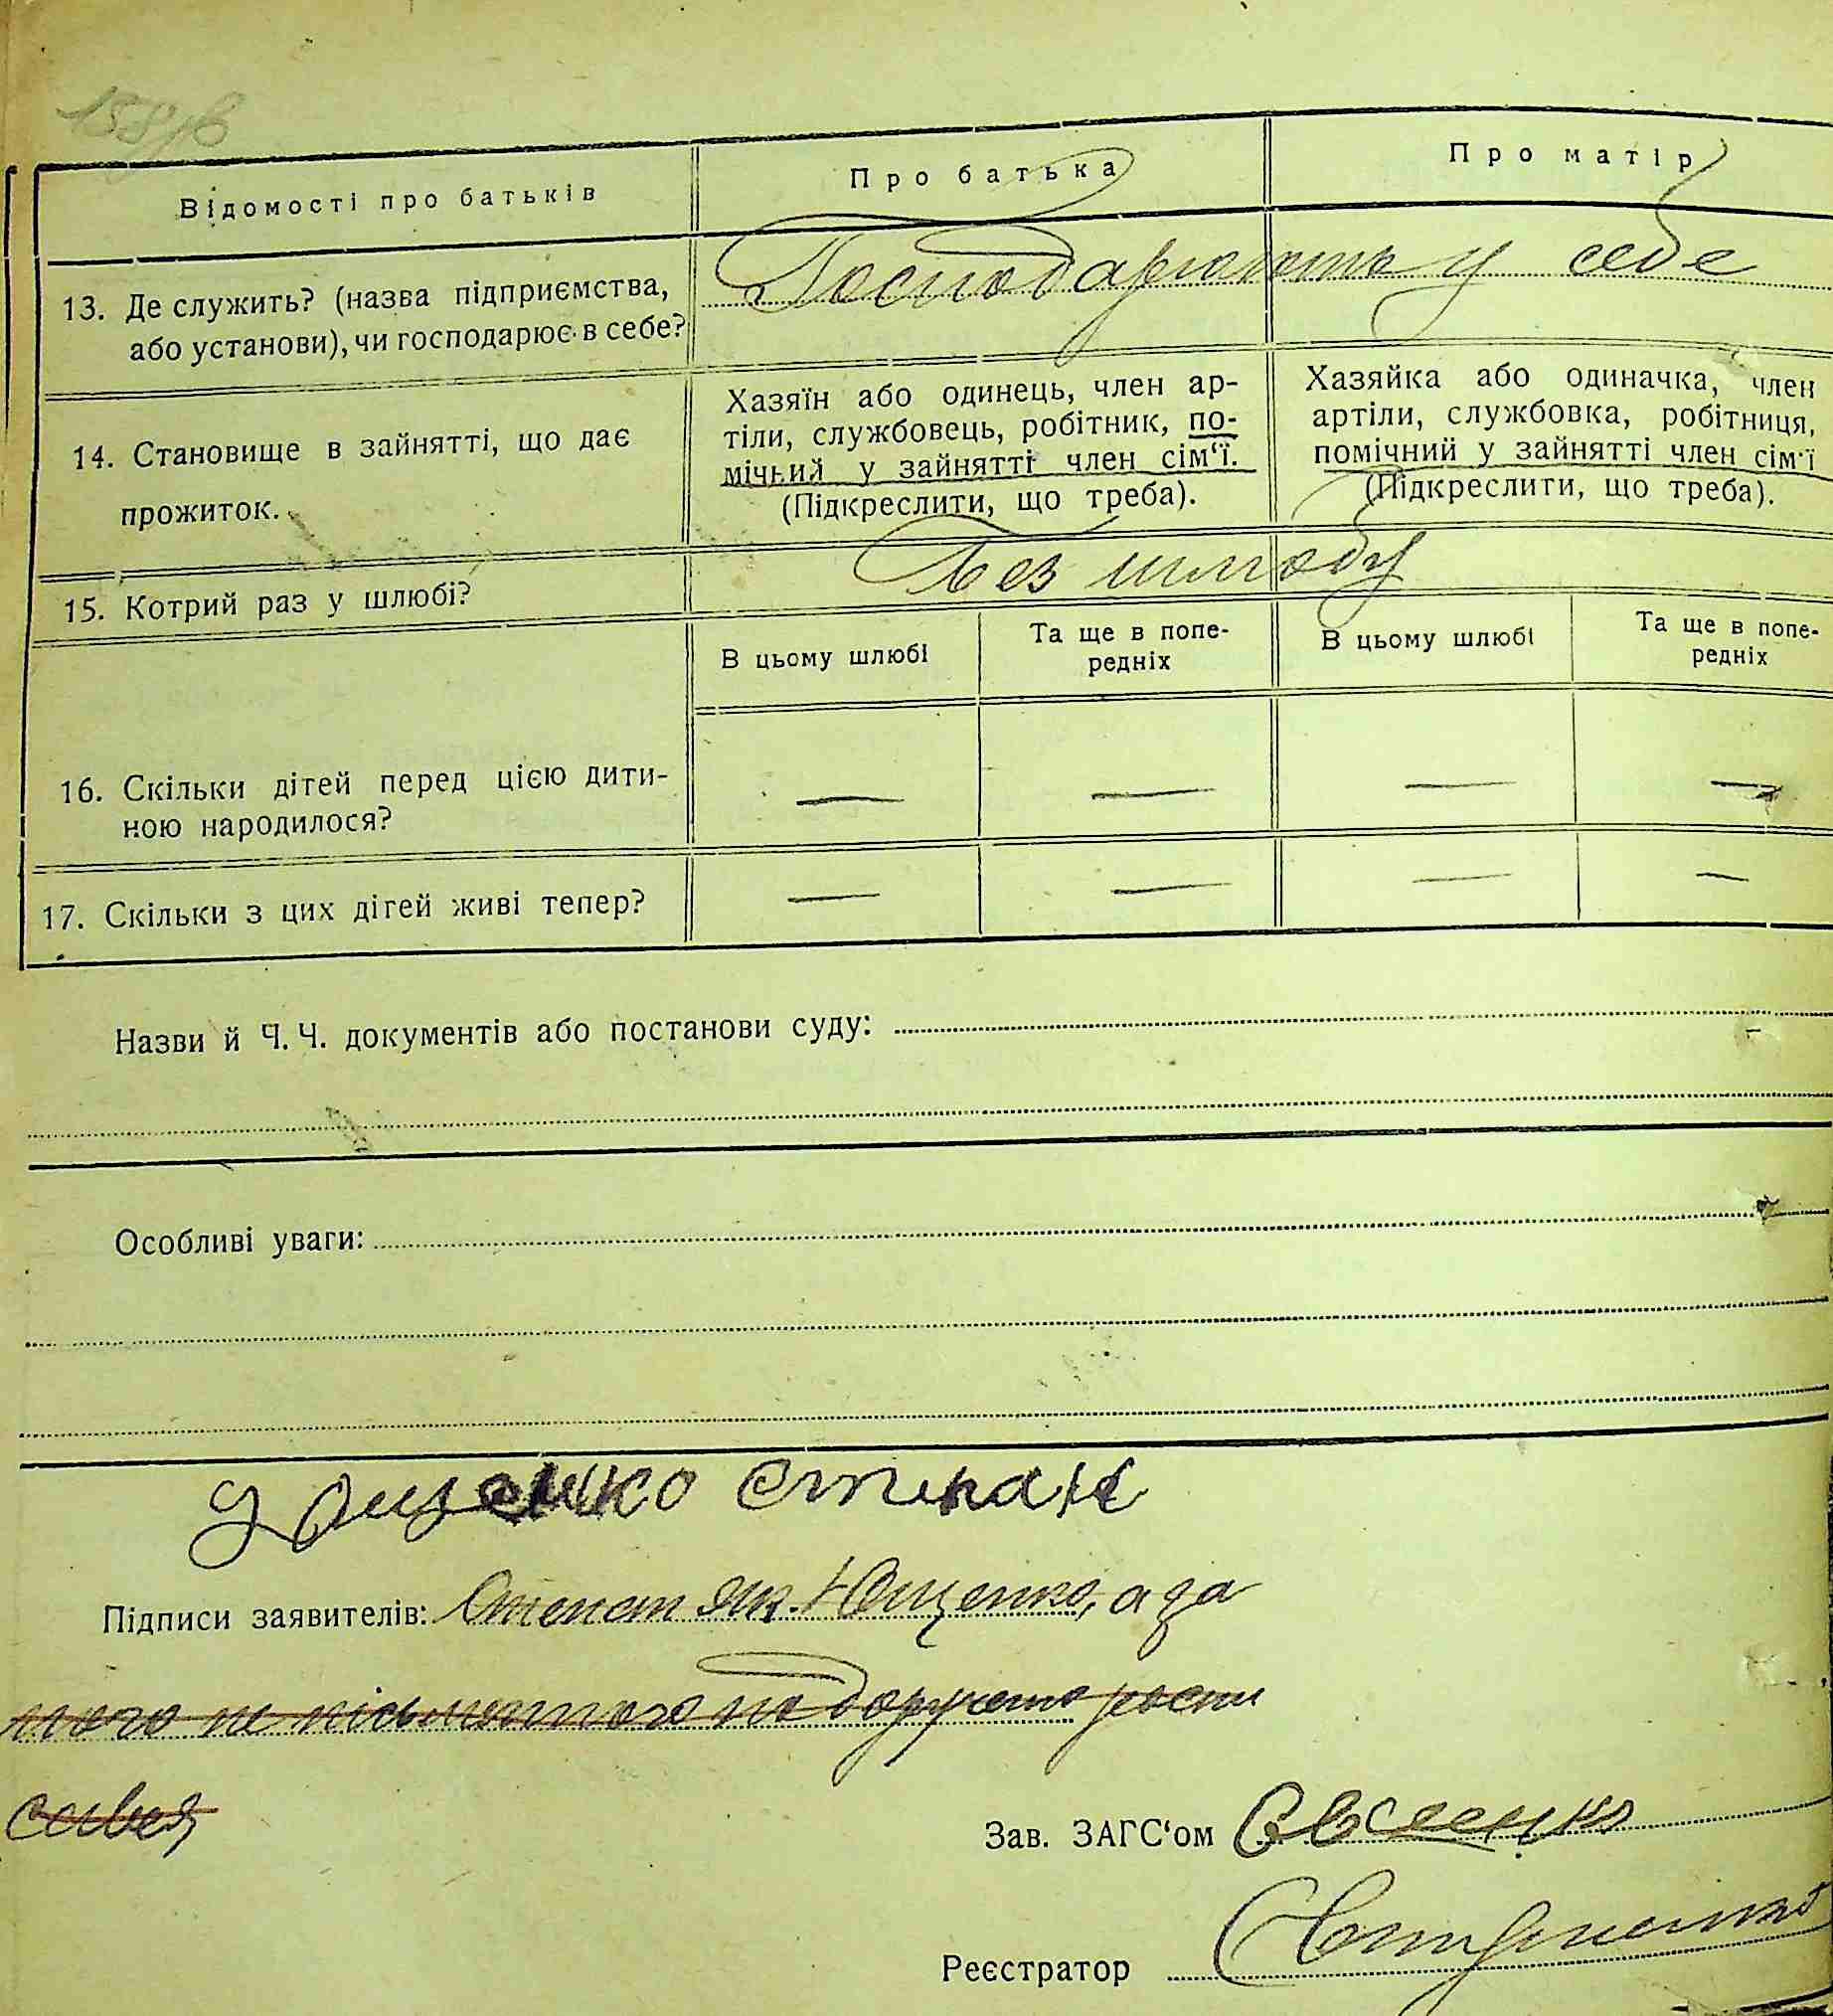 Відомості про батьків
Про батька
Про матір
13. Де служить? (назва підприємства,
або установи), чи господарює в себе?
Господарюють у себе
14. Становище в зайнятті, що дає
прожиток.
Хазяїн або одинець, член ар-
тіли, службовець, робітник, по-
мічний у зайнятті член сім'ї.
(Підкреслити, що треба).
Хазяйка або одиначка, член
артіли, службовка, робітниця,
помічний у зайнятті член сім'ї
(Підкреслити, що треба).
15. Котрий раз у шлюбі?
Без шлюбу
В цьому шлюбі
Та ще в попе-
редніх
В цьому шлюбі
Та ще в попе-
редніх
16. Скільки дітей перед цією дити-
ною народилося?
— — — —
17. Скільки з цих дітей живі тепер?
— — — —
Назви й Ч. Ч. документів або постанови суду:
Особливі уваги:
Підписи заявителів: Степан Як. Ющенко, а за
Зав. ЗАГС'ом
Реєстратор